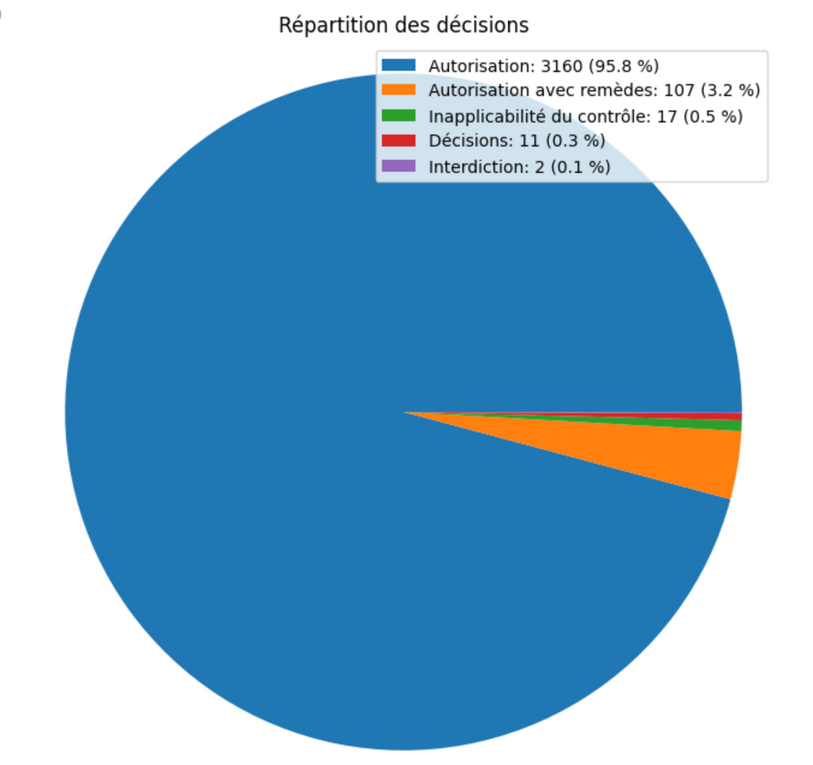 Répartition des décisions
Autorisation: 3160 (95.8 %)
Autorisation avec remèdes: 107 (3.2 %)
Inapplicabilité du contrôle: 17 (0.5 %)
Décisions: 11 (0.3 %)
Interdiction: 2 (0.1 %)